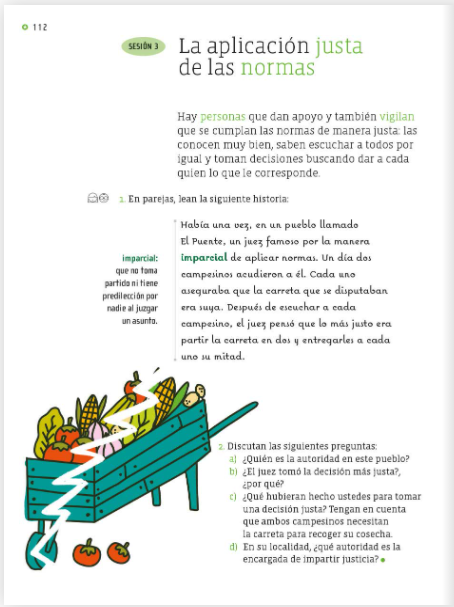 112
SESIÓN 3
La aplicación justa
de las normas
Hay personas que dan apoyo y también vigilan
que se cumplan las normas de manera justa: las
conocen muy bien, saben escuchar a todos por
igual y toman decisiones buscando dar a cada
quien lo que le corresponde.
1. En parejas, lean la siguiente historia:
Había una vez, en un pueblo llamado
El Puente, un juez famoso por la manera
imparcial de aplicar normas. Un día dos
campesinos acudieron a él. Cada uno
aseguraba que la carreta que se disputaban
era suya. Después de escuchar a cada
campesino, el juez pensó que lo más justo era
partir la carreta en dos y entregarles a cada
uno su mitad.
imparcial:
que no toma
partido ni tiene
predilección por
nadie al juzgar
un asunto.
2. Discutan las siguientes preguntas:
a) ¿Quién es la autoridad en este pueblo?
b) ¿El juez tomó la decisión más justa?,
¿por qué?
c) ¿Qué hubieran hecho ustedes para tomar
una decisión justa? Tengan en cuenta
que ambos campesinos necesitan
la carreta para recoger su cosecha.
d) En su localidad, ¿qué autoridad es la
encargada de impartir justicia?